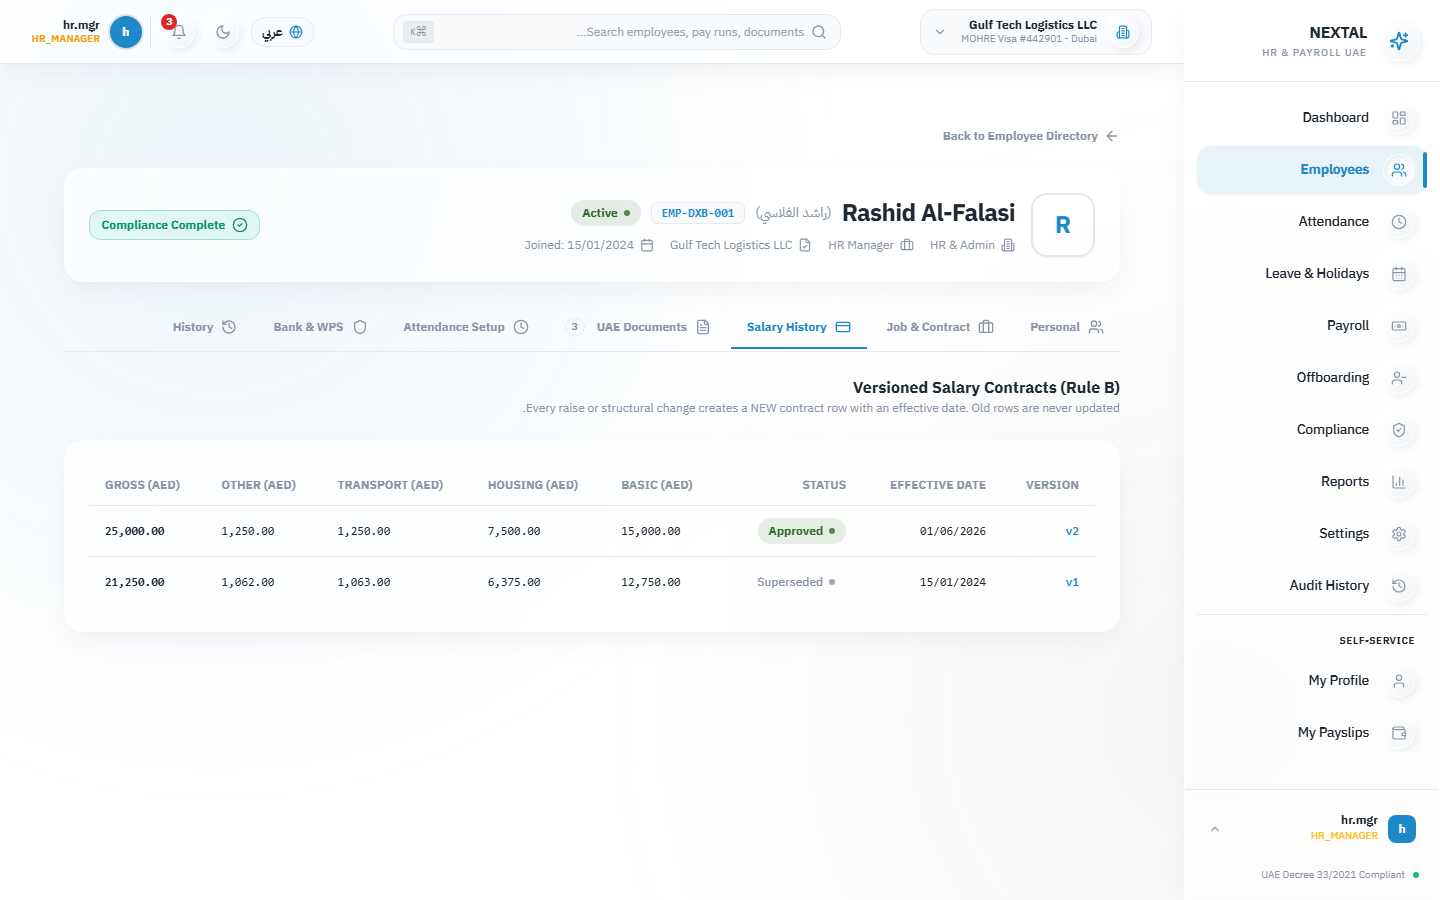 NEXTAL
HR & PAYROLL UAE
Dashboard
Employees
Attendance
Leave & Holidays
Payroll
Offboarding
Compliance
Reports
Settings
Audit History
SELF-SERVICE
My Profile
My Payslips
hr.mgr
h
HR_MANAGER
UAE Decree 33/2021 Compliant
Gulf Tech Logistics LLC
MOHRE Visa #442901 - Dubai
...Search employees, pay runs, documents
K⌘
عربي
3
hr.mgr
h
HR_MANAGER
Back to Employee Directory
R
Rashid Al-Falasi (راشد الفلاسي) EMP-DXB-001 Active
HR & Admin HR Manager Gulf Tech Logistics LLC Joined: 15/01/2024
Compliance Complete
Personal Job & Contract Salary History UAE Documents 3 Attendance Setup Bank & WPS History
Versioned Salary Contracts (Rule B)
.Every raise or structural change creates a NEW contract row with an effective date. Old rows are never updated
VERSION EFFECTIVE DATE STATUS BASIC (AED) HOUSING (AED) TRANSPORT (AED) OTHER (AED) GROSS (AED)
v2 01/06/2026 Approved 15,000.00 7,500.00 1,250.00 1,250.00 25,000.00
v1 15/01/2024 Superseded 12,750.00 6,375.00 1,063.00 1,062.00 21,250.00